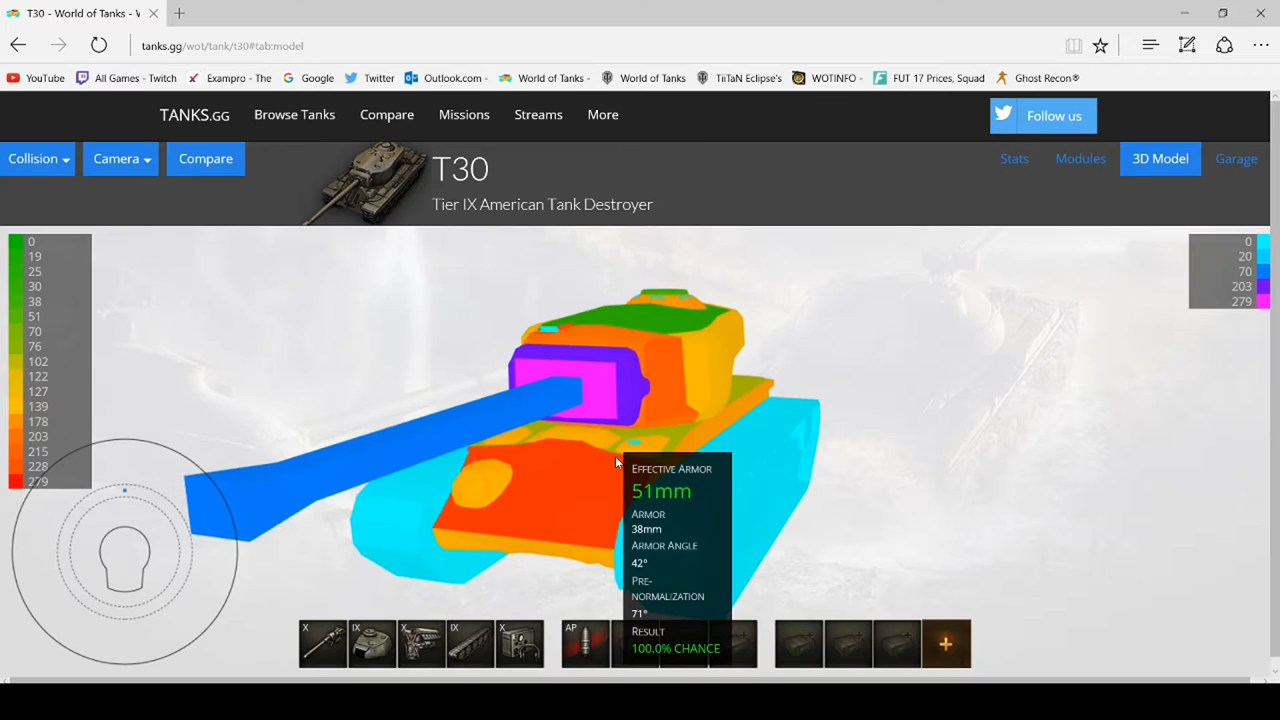 T30 - World of Tanks - V
tanks.gg/wot/tank/t30#tab:model
YouTube All Games - Twitch Exampro - The Google Twitter Outlook.com - World of Tanks - World of Tanks TiiTaN Eclipse's WOTINFO - FUT 17 Prices, Squad Ghost Recon®
TANKS.GG Browse Tanks Compare Missions Streams More Follow us
Collision Camera Compare
T30
Tier IX American Tank Destroyer
Stats Modules 3D Model Garage
0
19
25
30
38
51
70
76
102
122
127
139
178
203
215
228
279
0
20
70
203
279
EFFECTIVE ARMOR
51mm
ARMOR
38mm
ARMOR ANGLE
42°
PRE-
NORMALIZATION
71°
RESULT
100.0% CHANCE
X IX X IX X AP